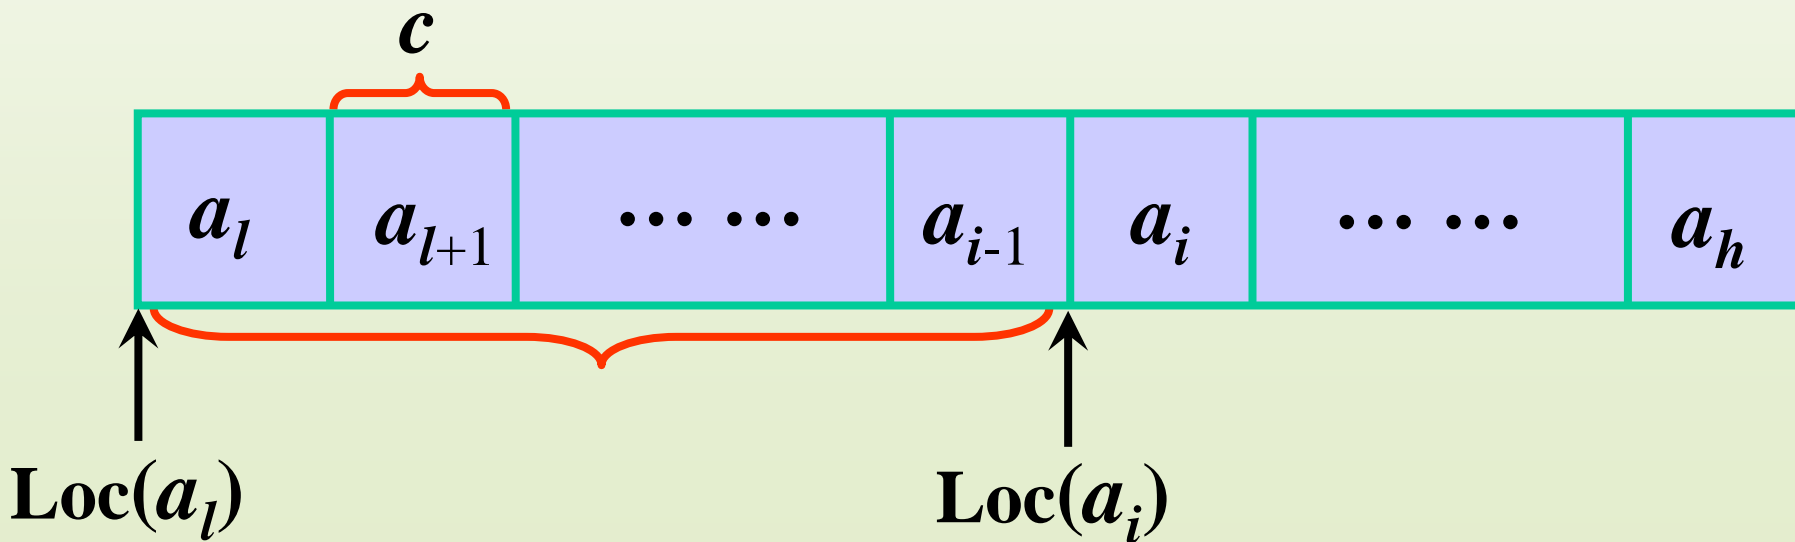 c
a_l a_{l+1} …… a_{i-1} a_i …… a_h
Loc(a_l) Loc(a_i)